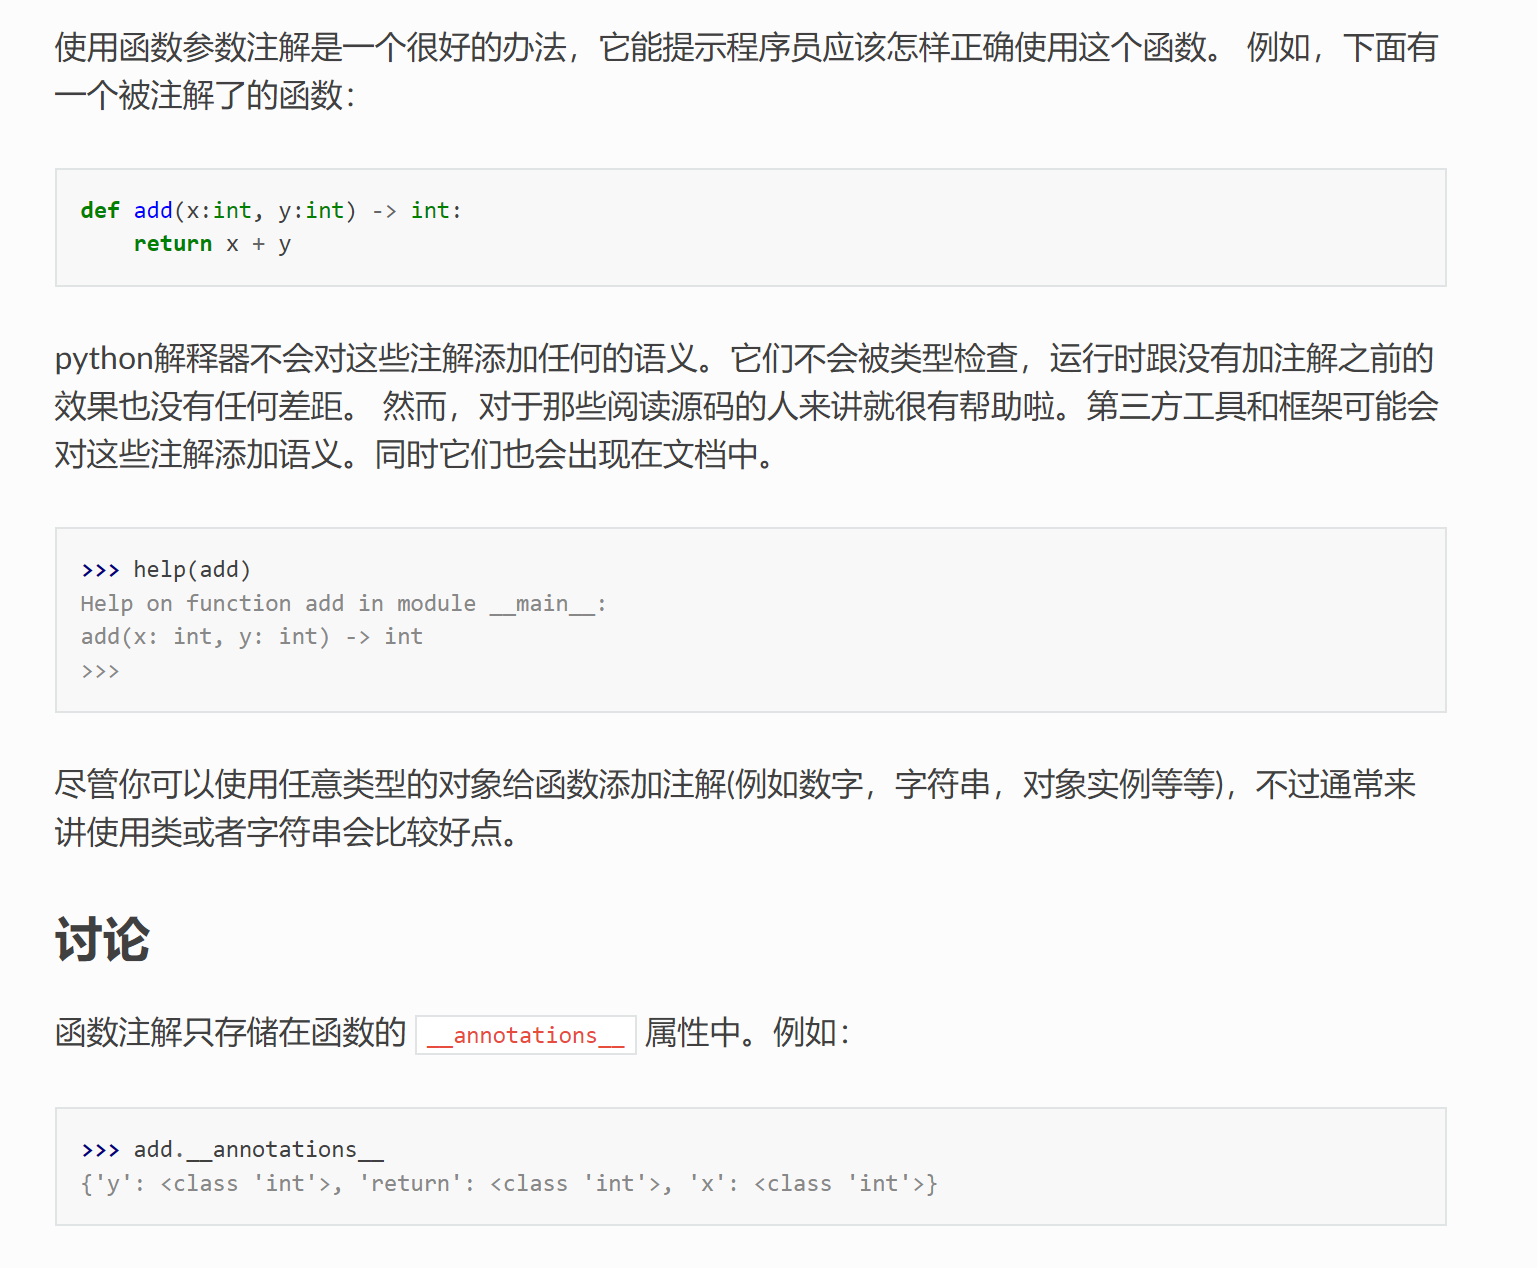 使用函数参数注解是一个很好的办法，它能提示程序员应该怎样正确使用这个函数。 例如，下面有
一个被注解了的函数：
def add(x:int, y:int) -> int:
    return x + y
python解释器不会对这些注解添加任何的语义。它们不会被类型检查，运行时跟没有加注解之前的
效果也没有任何差距。 然而，对于那些阅读源码的人来讲就很有帮助啦。第三方工具和框架可能会
对这些注解添加语义。同时它们也会出现在文档中。
>>> help(add)
Help on function add in module __main__:
add(x: int, y: int) -> int
>>>
尽管你可以使用任意类型的对象给函数添加注解(例如数字，字符串，对象实例等等)，不过通常来
讲使用类或者字符串会比较好点。
讨论
函数注解只存储在函数的 __annotations__ 属性中。例如：
>>> add.__annotations__
{'y': <class 'int'>, 'return': <class 'int'>, 'x': <class 'int'>}